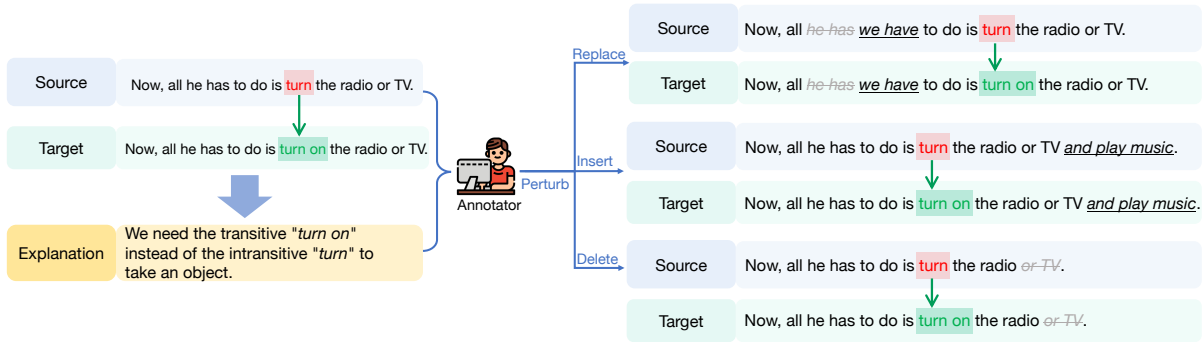 Source
Now, all he has to do is turn the radio or TV.
Target
Now, all he has to do is turn on the radio or TV.
Explanation
We need the transitive "turn on"
instead of the intransitive "turn" to
take an object.
Annotator
Perturb
Replace
Source
Now, all he has we have to do is turn the radio or TV.
Target
Now, all he has we have to do is turn on the radio or TV.
Insert
Source
Now, all he has to do is turn the radio or TV and play music.
Target
Now, all he has to do is turn on the radio or TV and play music.
Delete
Source
Now, all he has to do is turn the radio or TV.
Target
Now, all he has to do is turn on the radio or TV.